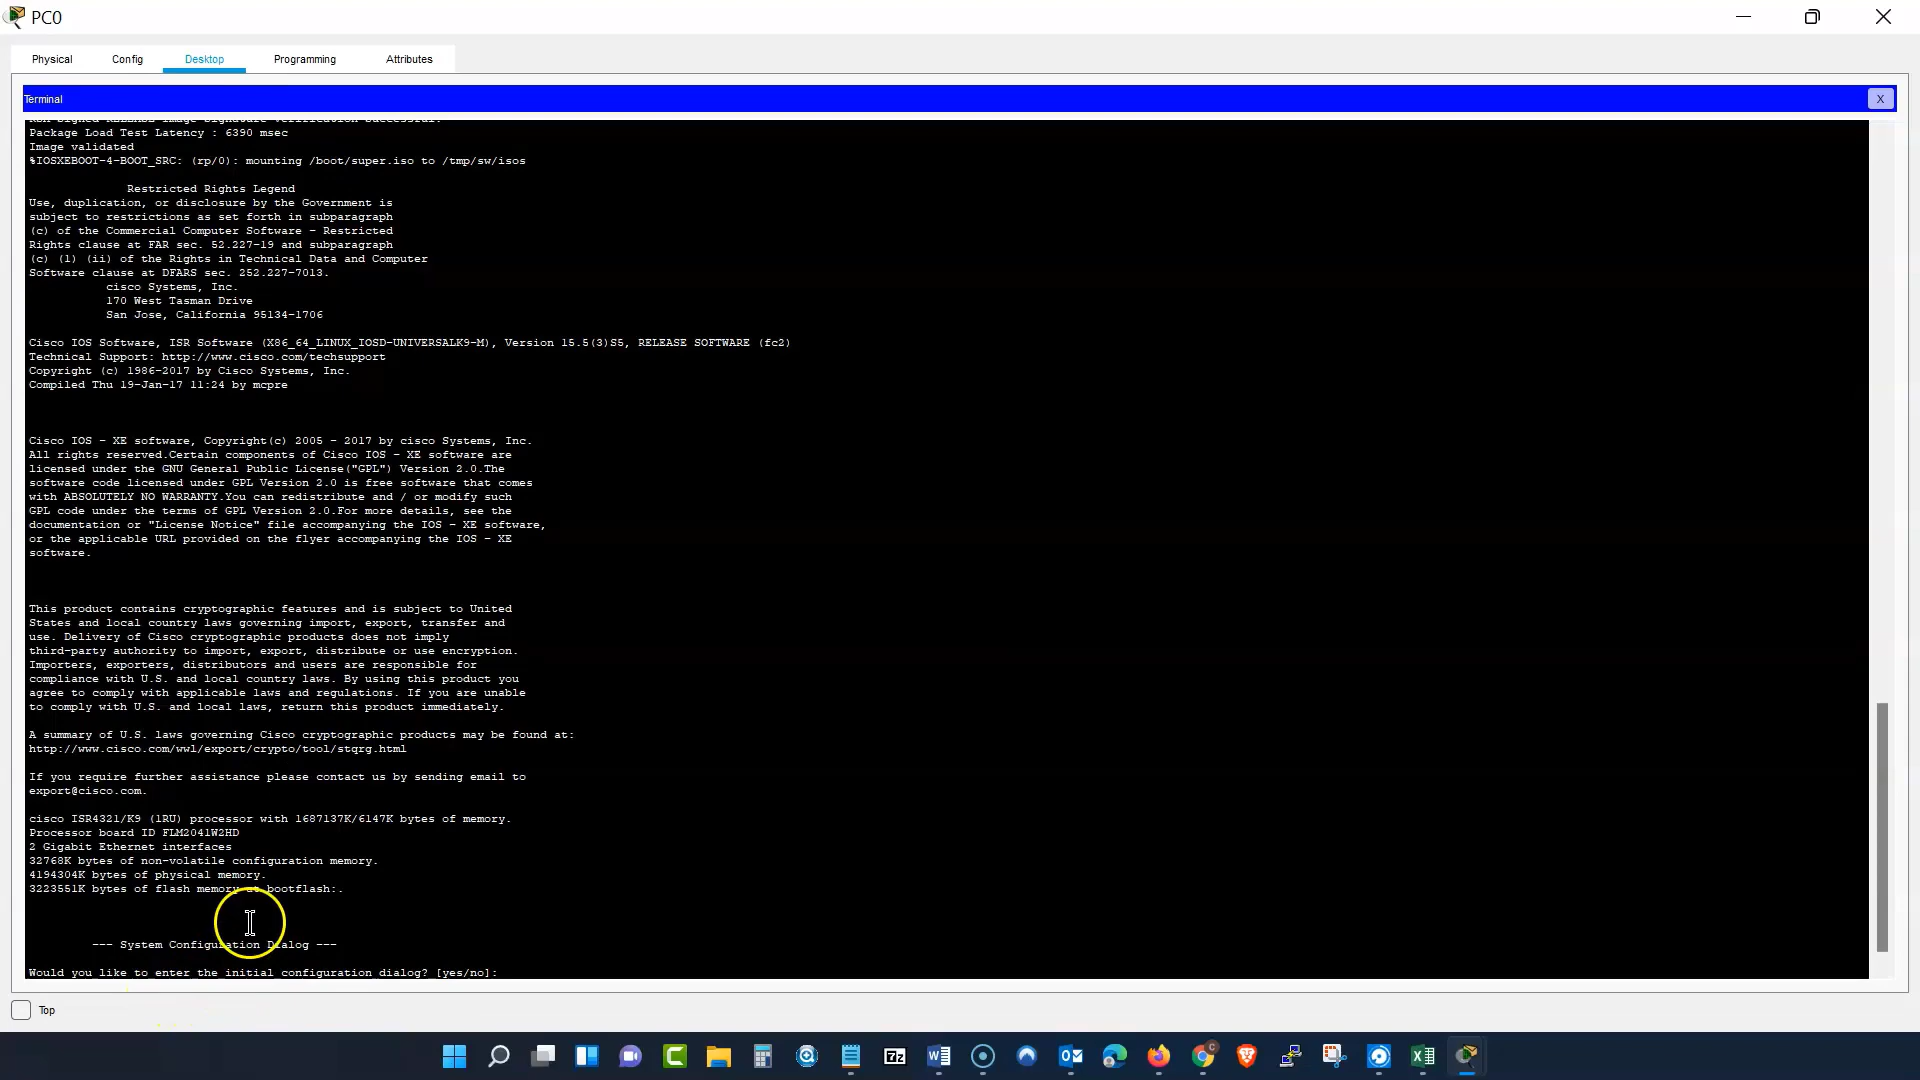 PC0
Physical Config Desktop Programming Attributes
Terminal
X
Package Load Test Latency : 6390 msec
Image validated
%IOSXEBOOT-4-BOOT_SRC: (rp/0): mounting /boot/super.iso to /tmp/sw/isos
Restricted Rights Legend
Use, duplication, or disclosure by the Government is
subject to restrictions as set forth in subparagraph
(c) of the Commercial Computer Software - Restricted
Rights clause at FAR sec. 52.227-19 and subparagraph
(c) (1) (ii) of the Rights in Technical Data and Computer
Software clause at DFARS sec. 252.227-7013.
cisco Systems, Inc.
170 West Tasman Drive
San Jose, California 95134-1706
Cisco IOS Software, ISR Software (X86_64_LINUX_IOSD-UNIVERSALK9-M), Version 15.5(3)S5, RELEASE SOFTWARE (fc2)
Technical Support: http://www.cisco.com/techsupport
Copyright (c) 1986-2017 by Cisco Systems, Inc.
Compiled Thu 19-Jan-17 11:24 by mcpre
Cisco IOS - XE software, Copyright(c) 2005 - 2017 by cisco Systems, Inc.
All rights reserved.Certain components of Cisco IOS - XE software are
licensed under the GNU General Public License("GPL") Version 2.0.The
software code licensed under GPL Version 2.0 is free software that comes
with ABSOLUTELY NO WARRANTY.You can redistribute and / or modify such
GPL code under the terms of GPL Version 2.0.For more details, see the
documentation or "License Notice" file accompanying the IOS - XE software,
or the applicable URL provided on the flyer accompanying the IOS - XE
software.
This product contains cryptographic features and is subject to United
States and local country laws governing import, export, transfer and
use. Delivery of Cisco cryptographic products does not imply
third-party authority to import, export, distribute or use encryption.
Importers, exporters, distributors and users are responsible for
compliance with U.S. and local country laws. By using this product you
agree to comply with applicable laws and regulations. If you are unable
to comply with U.S. and local laws, return this product immediately.
A summary of U.S. laws governing Cisco cryptographic products may be found at:
http://www.cisco.com/wwl/export/crypto/tool/stqrg.html
If you require further assistance please contact us by sending email to
export@cisco.com.
cisco ISR4321/K9 (1RU) processor with 1687137K/6147K bytes of memory.
Processor board ID FLM2041W2HD
2 Gigabit Ethernet interfaces
32768K bytes of non-volatile configuration memory.
4194304K bytes of physical memory.
3223551K bytes of flash memory at bootflash:.
--- System Configuration Dialog ---
Would you like to enter the initial configuration dialog? [yes/no]:
Top